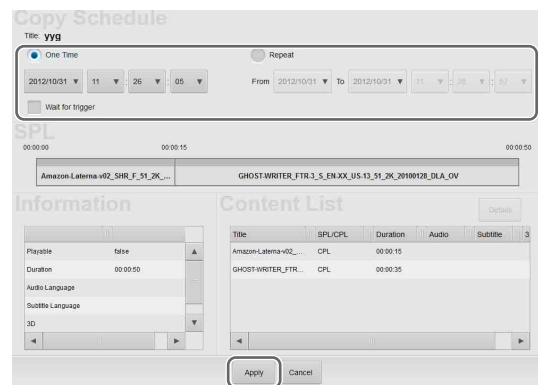 Copy Schedule
Title: yyg
One Time Repeat
2012/10/31 ▼ 11 ▼ : 26 ▼ : 05 ▼ From 2012/10/31 ▼ To 2012/10/31 ▼ 11 ▼ : ▼ : ▼
Wait for trigger
SPL
00:00:00 00:00:15 00:00:50
Amazon-Laterna-v02_SHR_F_51_2K_... GHOST-WRITER_FTR-3_S_EN-XX_US-13_51_2K_20100128_DLA_OV
Information Content List Details
Title SPL/CPL Duration Audio Subtitle 3
Playable false Amazon-Laterna-v02_... CPL 00:00:15
Duration 00:00:50 GHOST-WRITER_FTR... CPL 00:00:35
Audio Language
Subtitle Language
3D
Apply Cancel